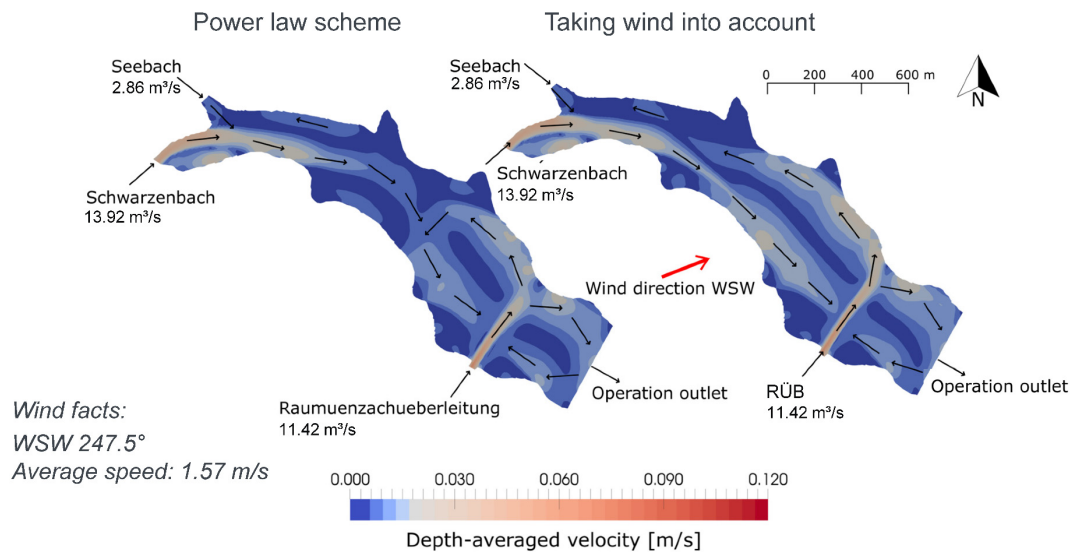 Power law scheme
Taking wind into account
Seebach
2.86 m³/s
Schwarzenbach
13.92 m³/s
Raumuenzachueberleitung
11.42 m³/s
Operation outlet
Seebach
2.86 m³/s
Schwarzenbach
13.92 m³/s
Wind direction WSW
RÜB
11.42 m³/s
Operation outlet
0 200 400 600 m
N
Wind facts:
WSW 247.5°
Average speed: 1.57 m/s
0.000 0.030 0.060 0.090 0.120
Depth-averaged velocity [m/s]